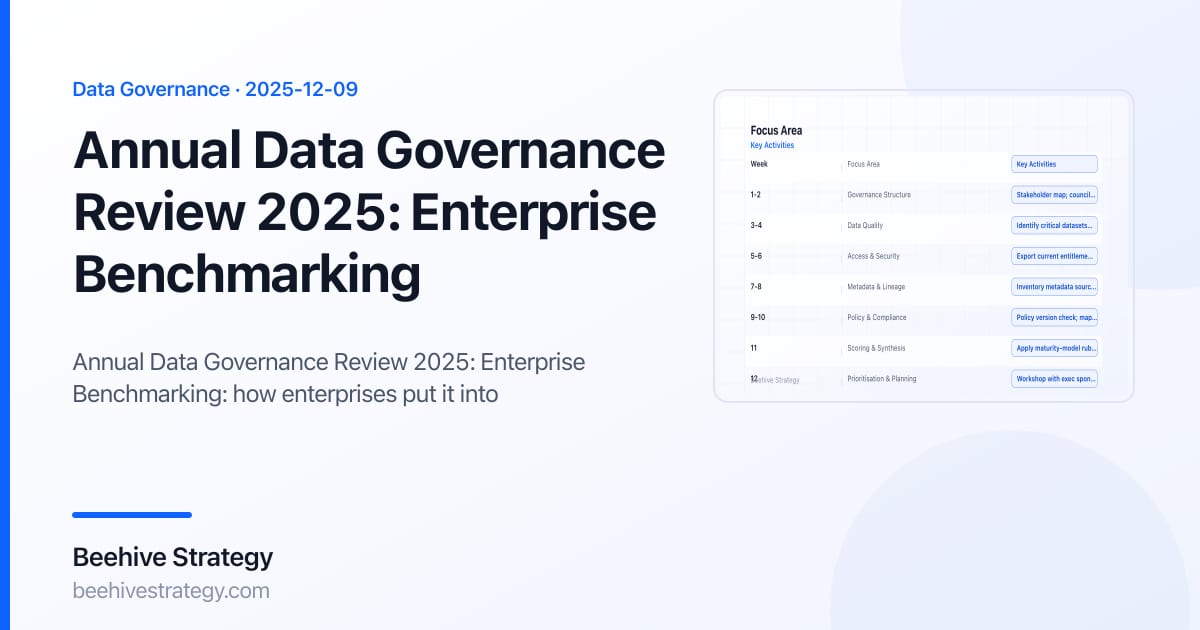 Data Governance · 2025-12-09
Annual Data Governance
Review 2025: Enterprise
Benchmarking
Annual Data Governance Review 2025: Enterprise
Benchmarking: how enterprises put it into
Beehive Strategy
beehivestrategy.com
Focus Area
Key Activities
Week Focus Area Key Activities
1-2 Governance Structure Stakeholder map; council...
3-4 Data Quality Identify critical datasets...
5-6 Access & Security Export current entitleme...
7-8 Metadata & Lineage Inventory metadata sourc...
9-10 Policy & Compliance Policy version check; map...
11 Scoring & Synthesis Apply maturity-model rub...
12 Prioritisation & Planning Workshop with exec spon...
Beehive Strategy